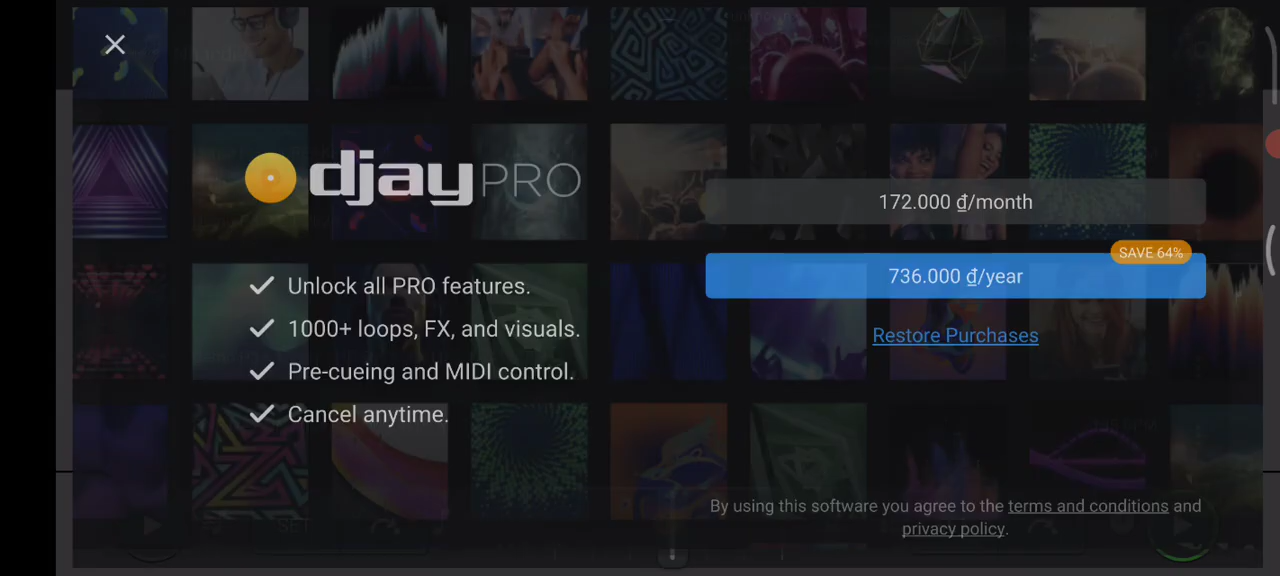 djay PRO
Unlock all PRO features.
1000+ loops, FX, and visuals.
Pre-cueing and MIDI control.
Cancel anytime.
172.000 ₫/month
SAVE 64%
736.000 ₫/year
Restore Purchases
By using this software you agree to the terms and conditions and
privacy policy.